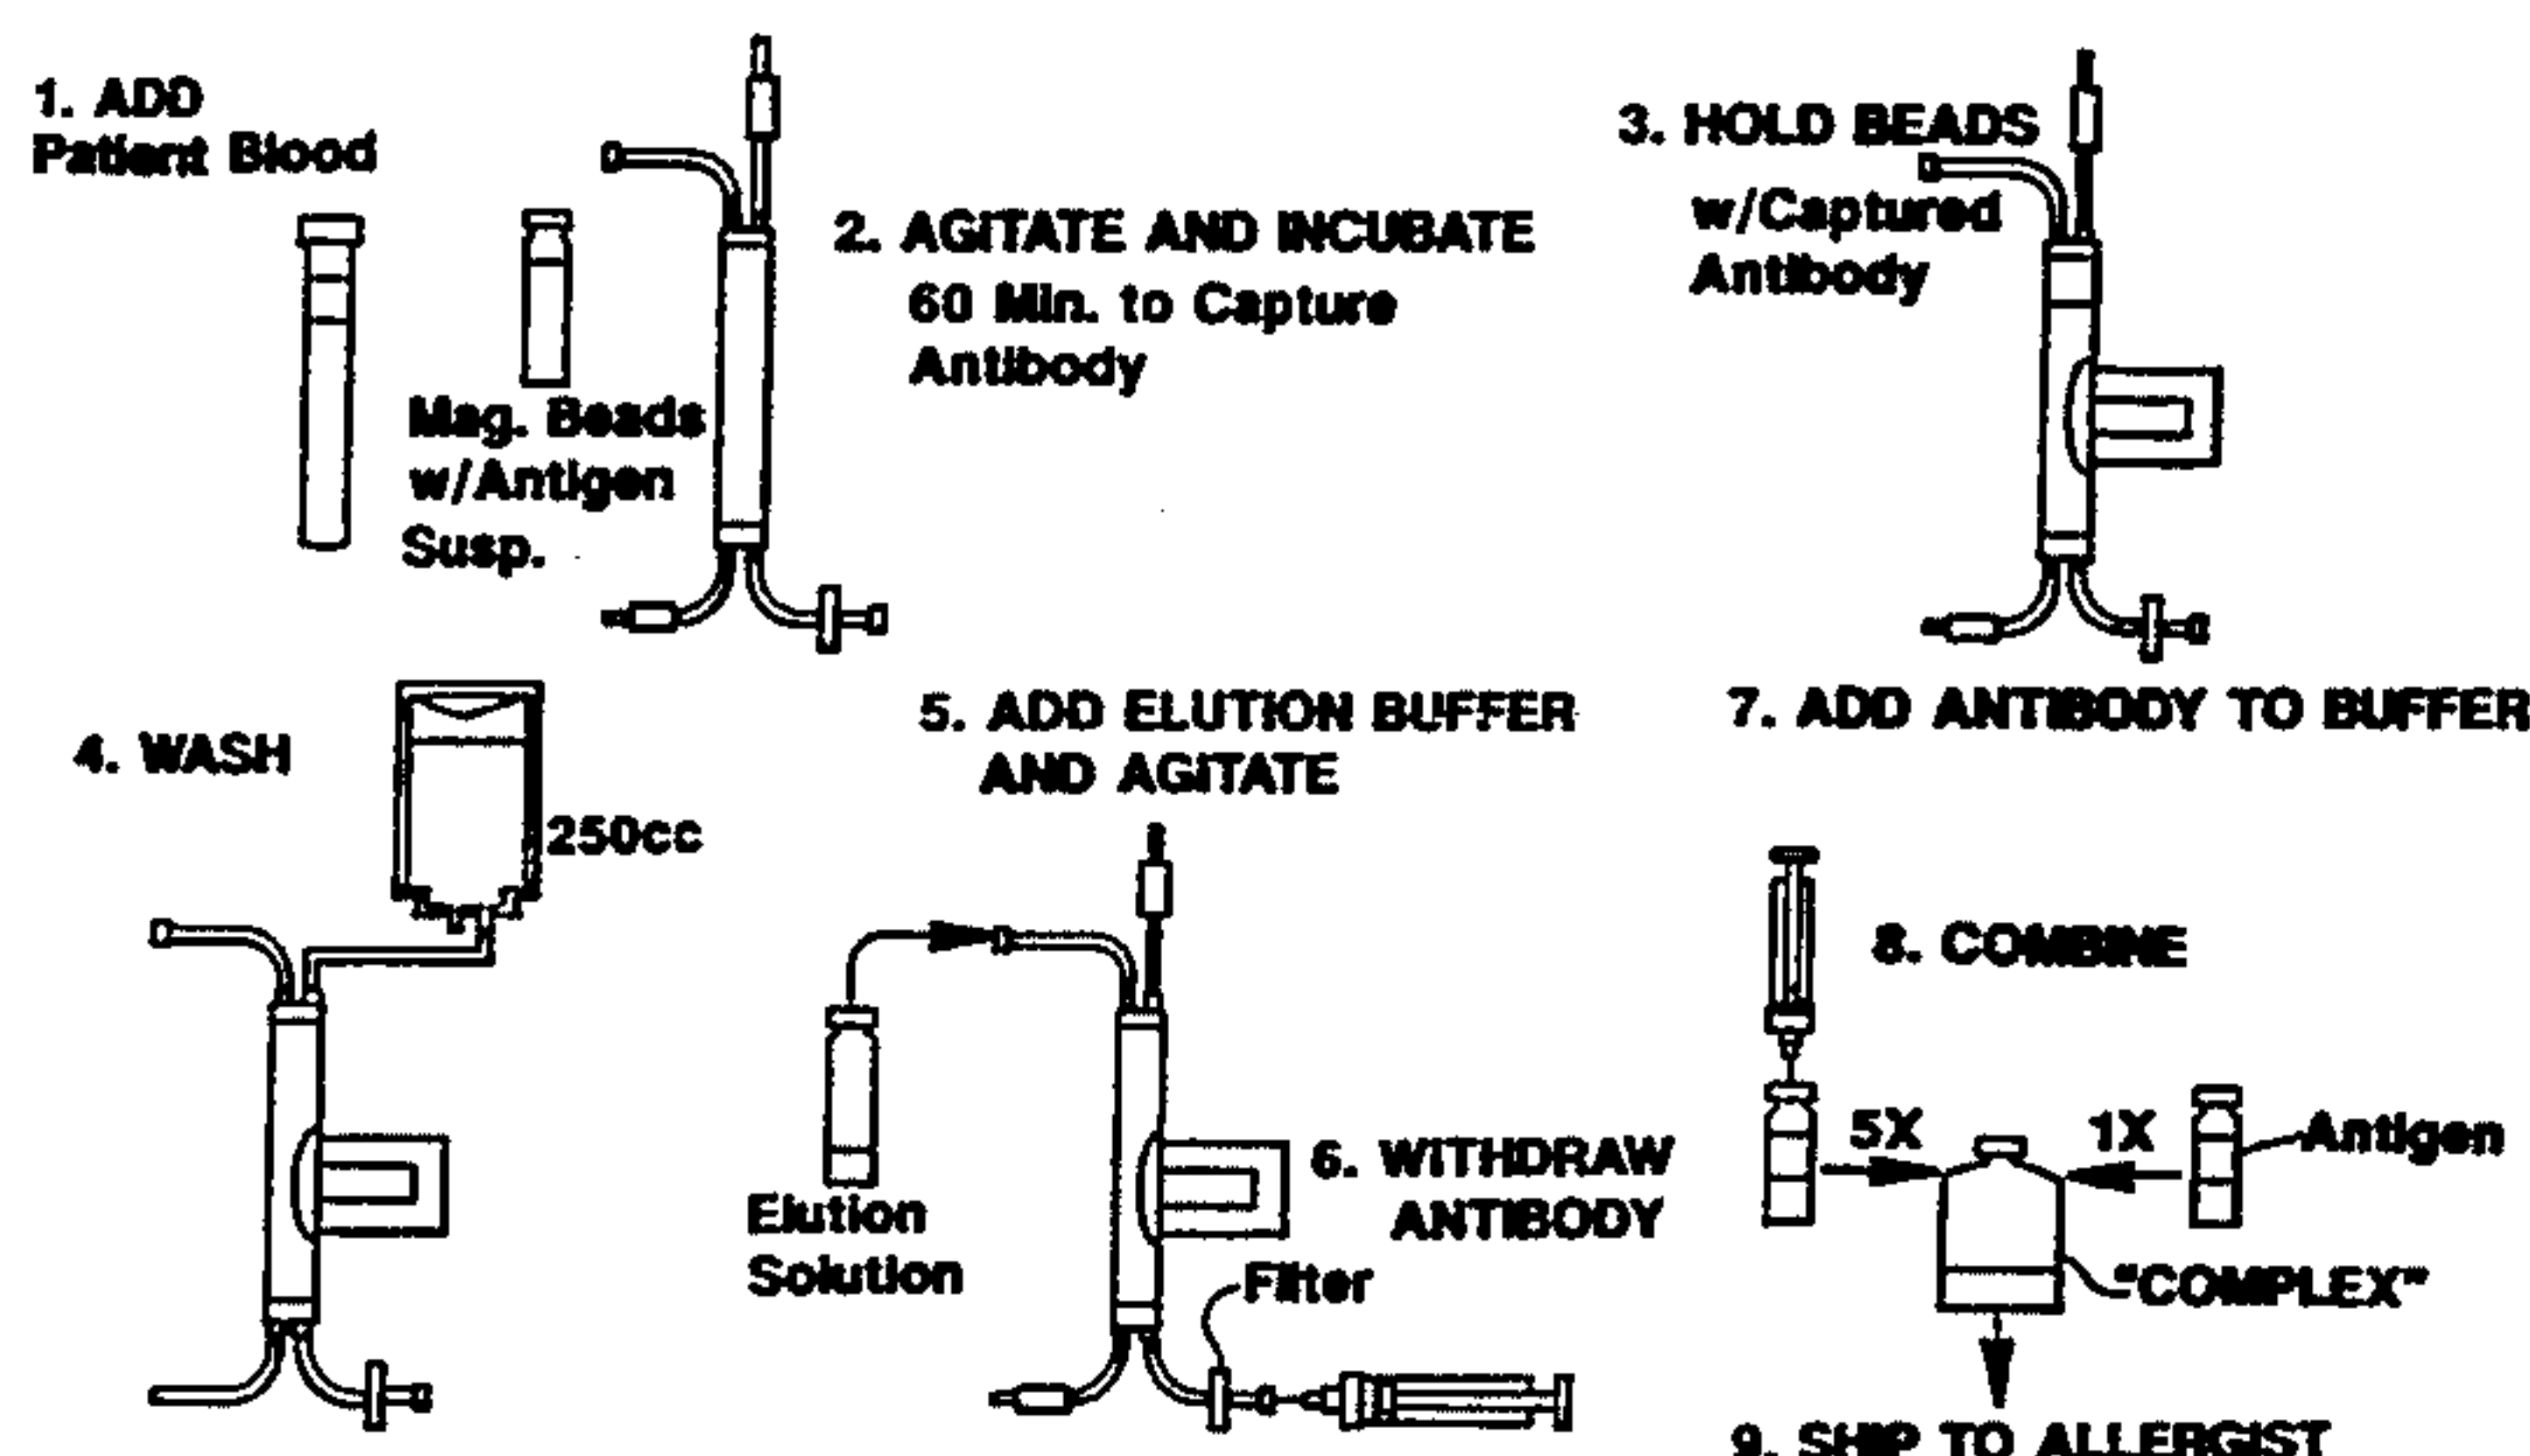 1. ADD
Patient Blood
Mag. Beads
w/Antigen
Susp.
2. AGITATE AND INCUBATE
60 Min. to Capture
Antibody
3. HOLD BEADS
w/Captured
Antibody
4. WASH
250cc
5. ADD ELUTION BUFFER
AND AGITATE
Elution
Solution
6. WITHDRAW
ANTIBODY
Filter
7. ADD ANTIBODY TO BUFFER
8. COMBINE
5X
1X
Antigen
"COMPLEX"
9. SHIP TO ALLERGIST